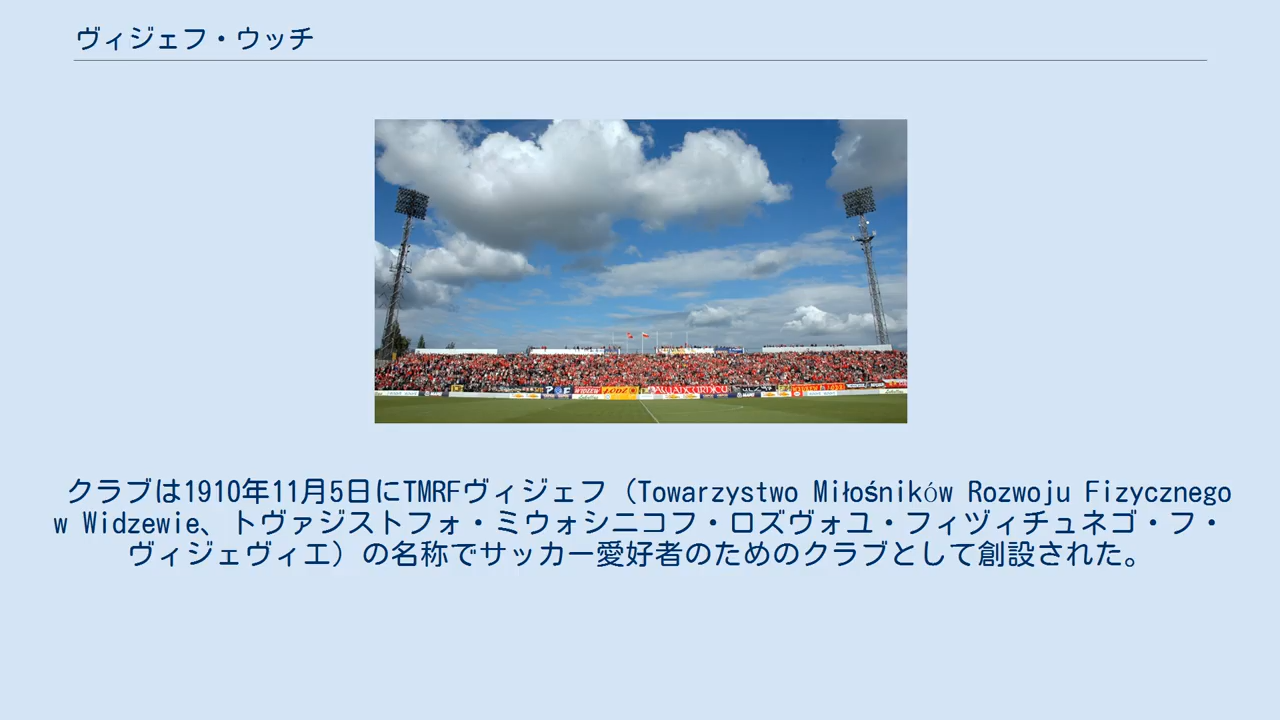 ヴィジェフ・ウッチ
クラブは1910年11月5日にTMRFヴィジェフ（Towarzystwo Miłośników Rozwoju Fizycznego
w Widzewie、トヴァジストフォ・ミウォシニコフ・ロズヴォユ・フィヅィチュネゴ・フ・
ヴィジェヴィエ）の名称でサッカー愛好者のためのクラブとして創設された。